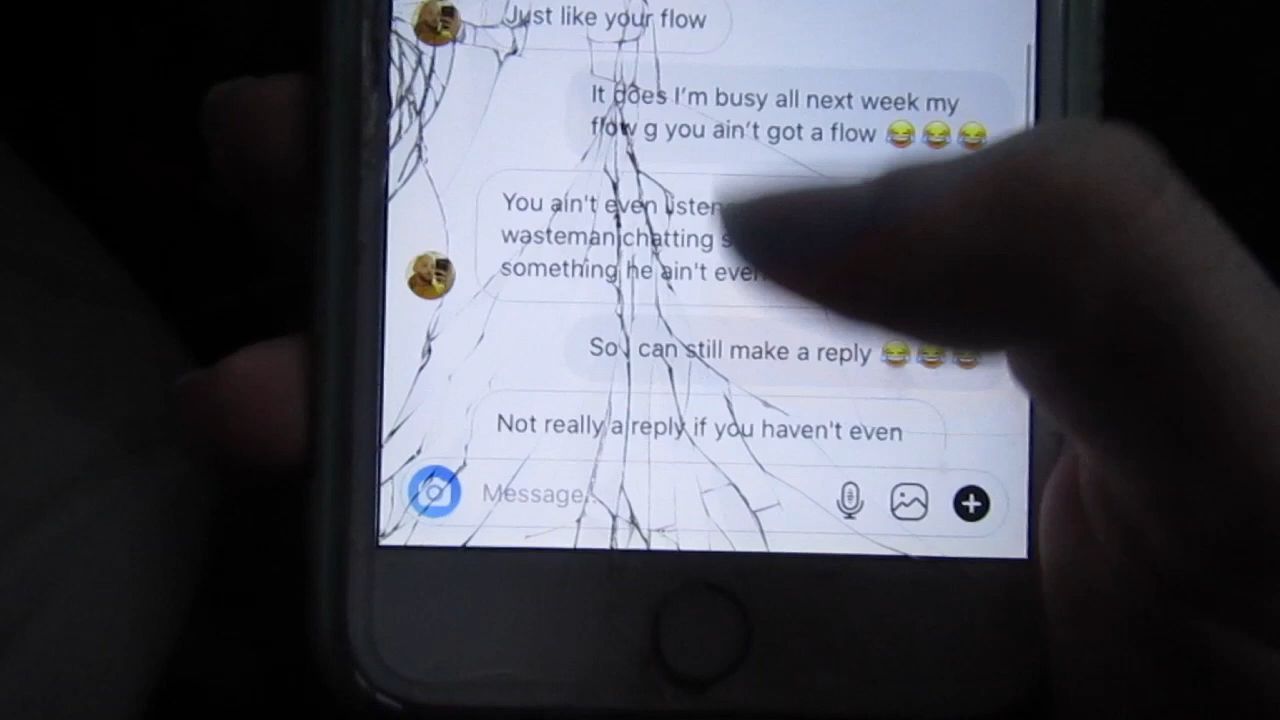 Just like your flow
It does I'm busy all next week my
flow g you ain't got a flow 😂😂😂
You ain't even
wasteman chatting
something he ain't even
So I can still make a reply 😂😂😂
Not really a reply if you haven't even
Message...